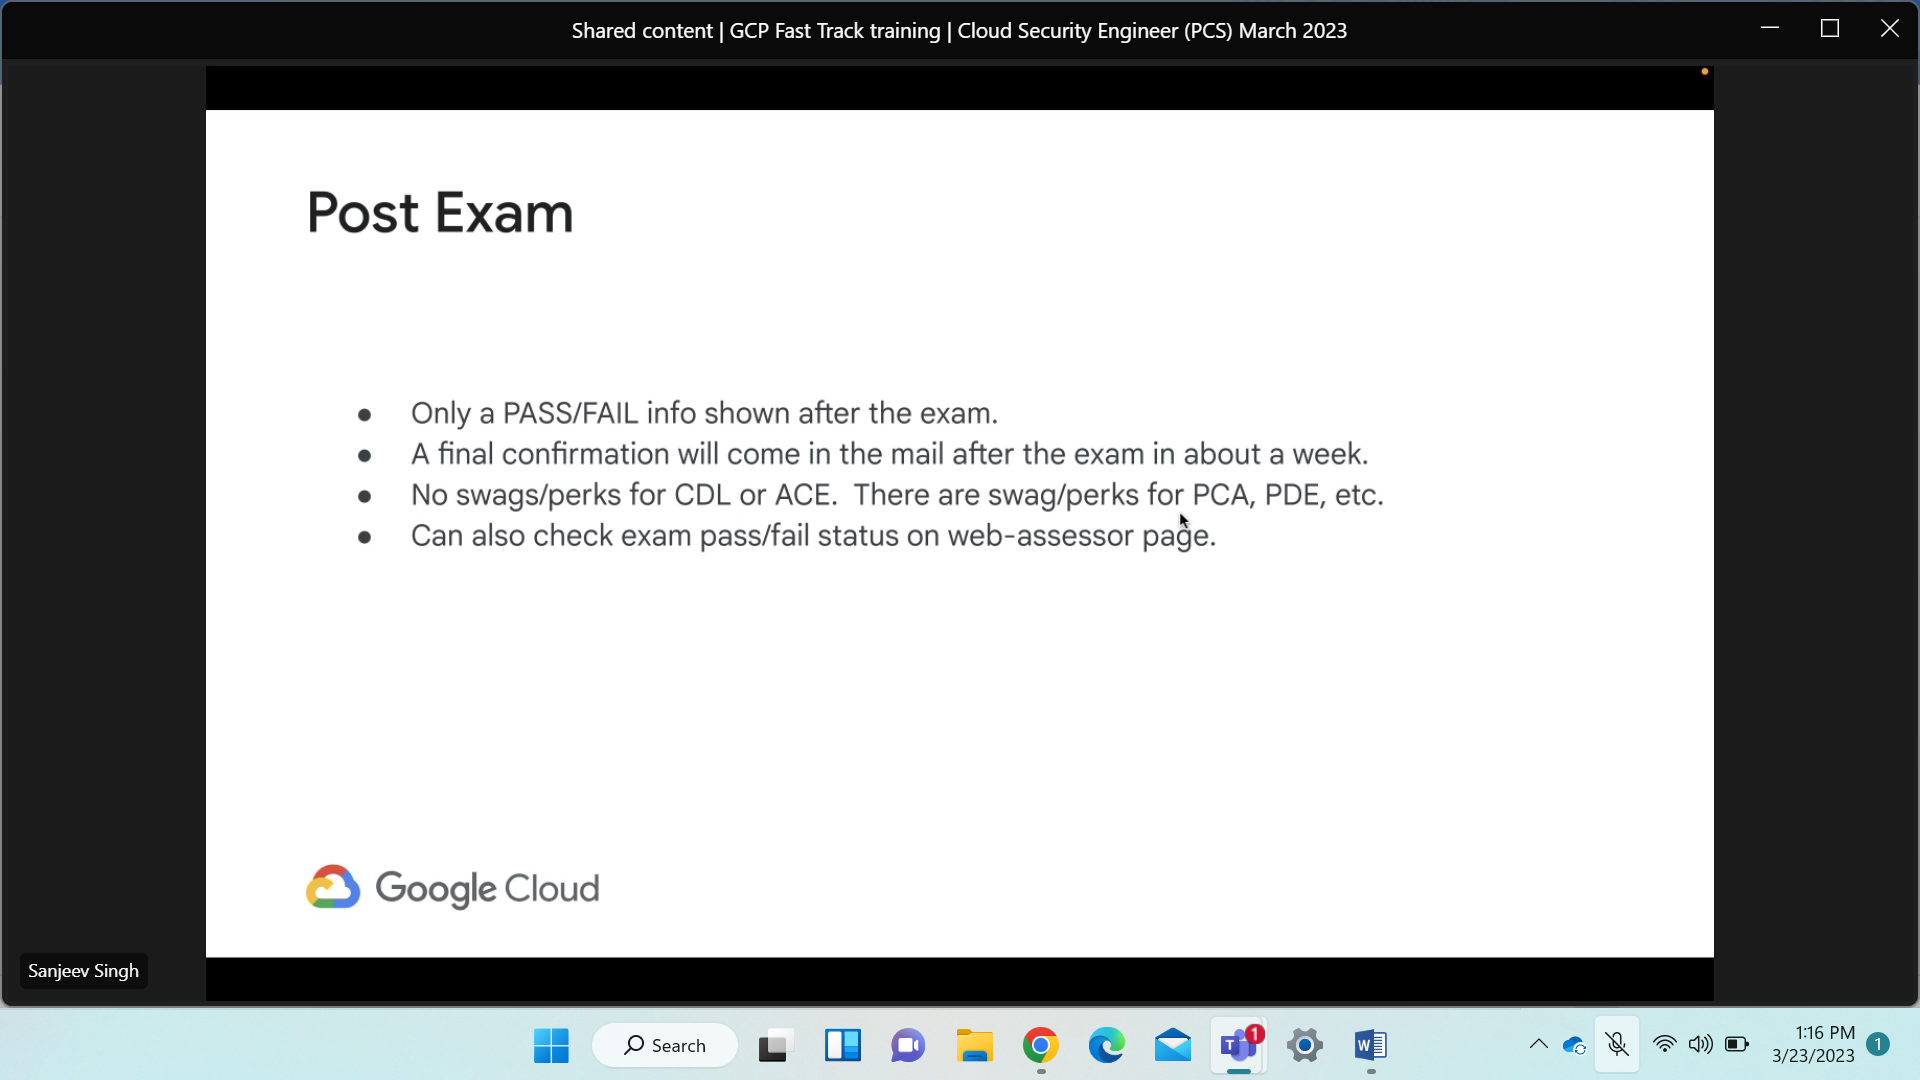 Shared content | GCP Fast Track training | Cloud Security Engineer (PCS) March 2023
Post Exam
● Only a PASS/FAIL info shown after the exam.
● A final confirmation will come in the mail after the exam in about a week.
● No swags/perks for CDL or ACE.  There are swag/perks for PCA, PDE, etc.
● Can also check exam pass/fail status on web-assessor page.
Google Cloud
Sanjeev Singh
Search
1
T
W
1:16 PM
3/23/2023
1